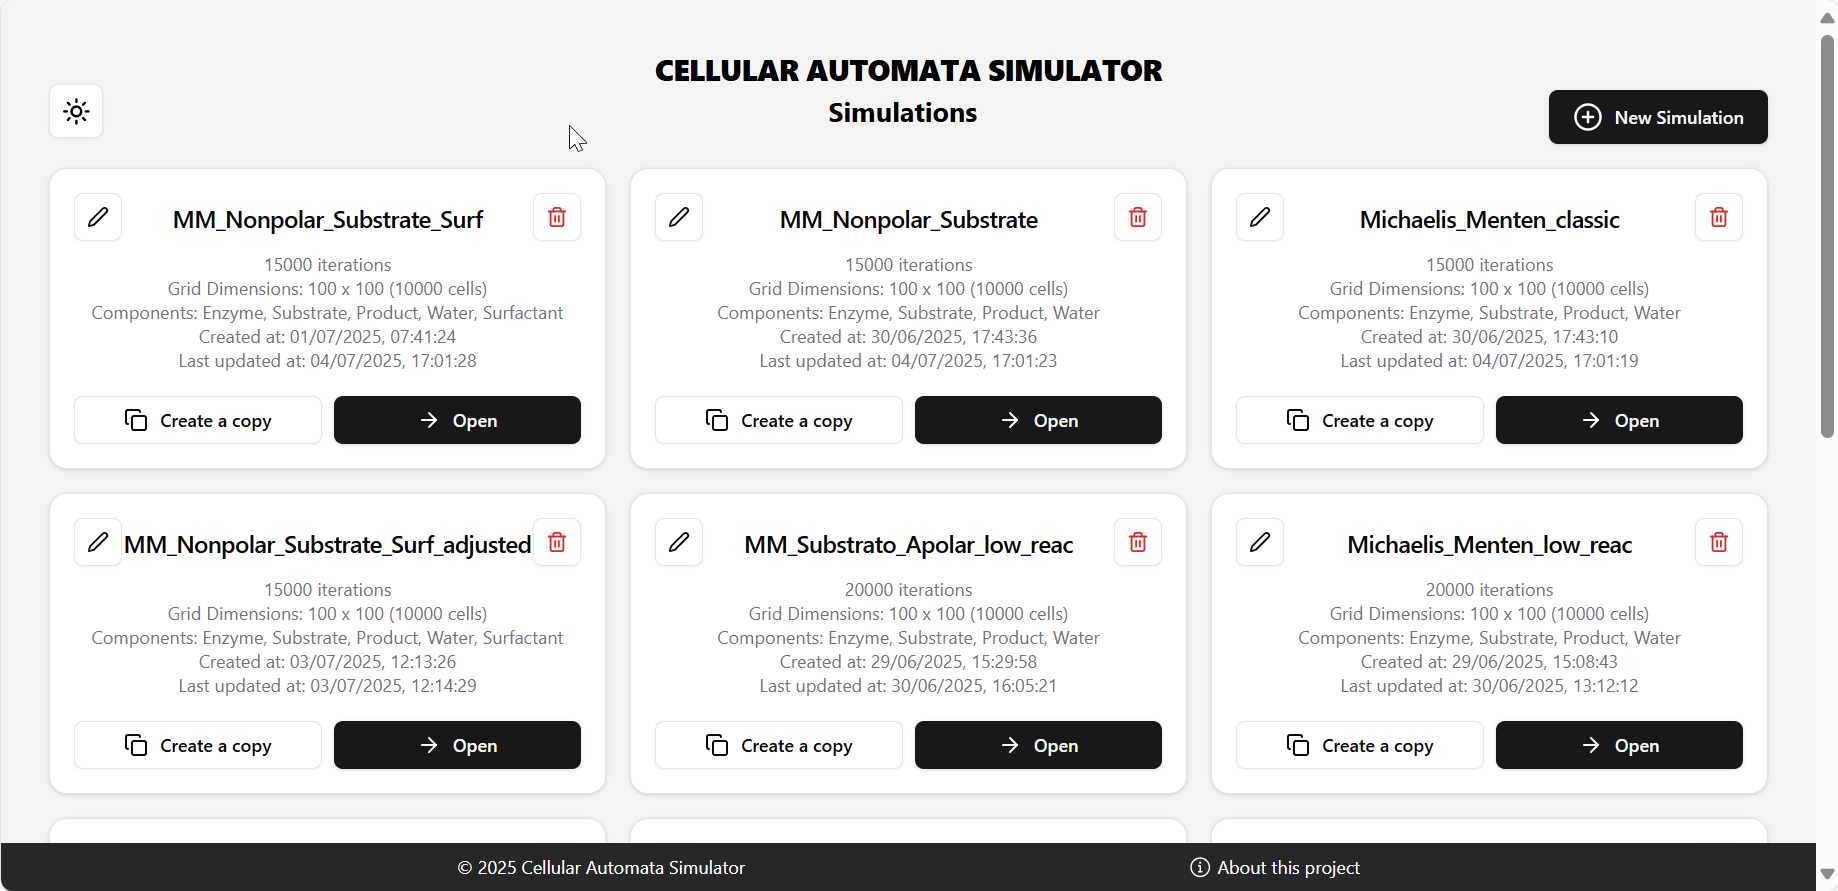 CELLULAR AUTOMATA SIMULATOR
Simulations
New Simulation
MM_Nonpolar_Substrate_Surf
15000 iterations
Grid Dimensions: 100 x 100 (10000 cells)
Components: Enzyme, Substrate, Product, Water, Surfactant
Created at: 01/07/2025, 07:41:24
Last updated at: 04/07/2025, 17:01:28
Create a copy
Open
MM_Nonpolar_Substrate
15000 iterations
Grid Dimensions: 100 x 100 (10000 cells)
Components: Enzyme, Substrate, Product, Water
Created at: 30/06/2025, 17:43:36
Last updated at: 04/07/2025, 17:01:23
Create a copy
Open
Michaelis_Menten_classic
15000 iterations
Grid Dimensions: 100 x 100 (10000 cells)
Components: Enzyme, Substrate, Product, Water
Created at: 30/06/2025, 17:43:10
Last updated at: 04/07/2025, 17:01:19
Create a copy
Open
MM_Nonpolar_Substrate_Surf_adjusted
15000 iterations
Grid Dimensions: 100 x 100 (10000 cells)
Components: Enzyme, Substrate, Product, Water, Surfactant
Created at: 03/07/2025, 12:13:26
Last updated at: 03/07/2025, 12:14:29
Create a copy
Open
MM_Substrato_Apolar_low_reac
20000 iterations
Grid Dimensions: 100 x 100 (10000 cells)
Components: Enzyme, Substrate, Product, Water
Created at: 29/06/2025, 15:29:58
Last updated at: 30/06/2025, 16:05:21
Create a copy
Open
Michaelis_Menten_low_reac
20000 iterations
Grid Dimensions: 100 x 100 (10000 cells)
Components: Enzyme, Substrate, Product, Water
Created at: 29/06/2025, 15:08:43
Last updated at: 30/06/2025, 13:12:12
Create a copy
Open
© 2025 Cellular Automata Simulator
About this project